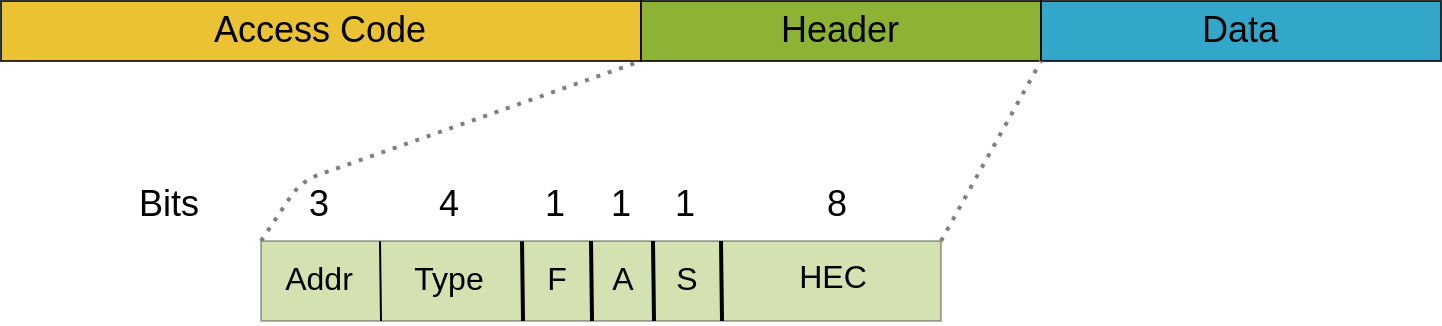 Access Code Header Data
Bits 3 4 1 1 1 8
Addr Type F A S HEC